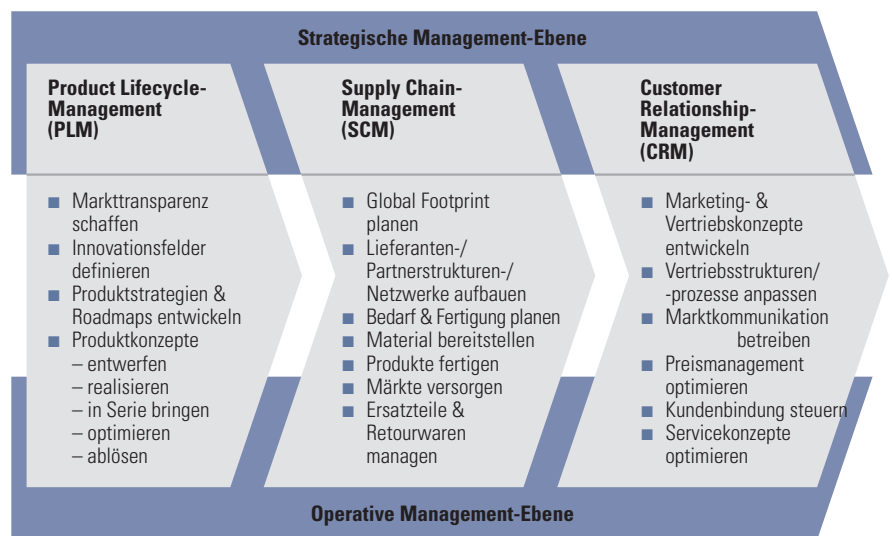 Strategische Management-Ebene
Product Lifecycle-
Management
(PLM)
■ Markttransparenz
schaffen
■ Innovationsfelder
definieren
■ Produktstrategien &
Roadmaps entwickeln
■ Produktkonzepte
– entwerfen
– realisieren
– in Serie bringen
– optimieren
– ablösen
Supply Chain-
Management
(SCM)
■ Global Footprint
planen
■ Lieferanten-/
Partnerstrukturen-/
Netzwerke aufbauen
■ Bedarf & Fertigung planen
■ Material bereitstellen
■ Produkte fertigen
■ Märkte versorgen
■ Ersatzteile &
Retourwaren
managen
Customer
Relationship-
Management
(CRM)
■ Marketing- &
Vertriebskonzepte
entwickeln
■ Vertriebsstrukturen/
-prozesse anpassen
■ Marktkommunikation
betreiben
■ Preismanagement
optimieren
■ Kundenbindung steuern
■ Servicekonzepte
optimieren
Operative Management-Ebene